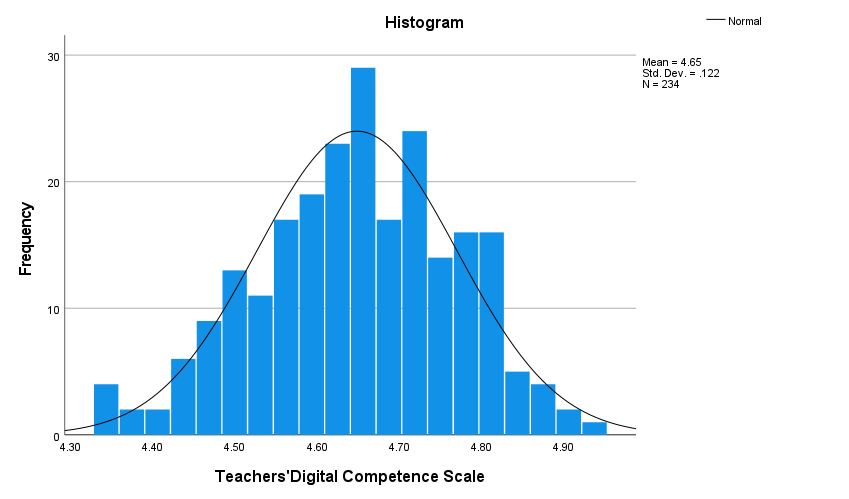 Histogram
Normal
Mean = 4.65
Std. Dev. = .122
N = 234
Frequency
30
20
10
0
4.30 4.40 4.50 4.60 4.70 4.80 4.90
Teachers'Digital Competence Scale